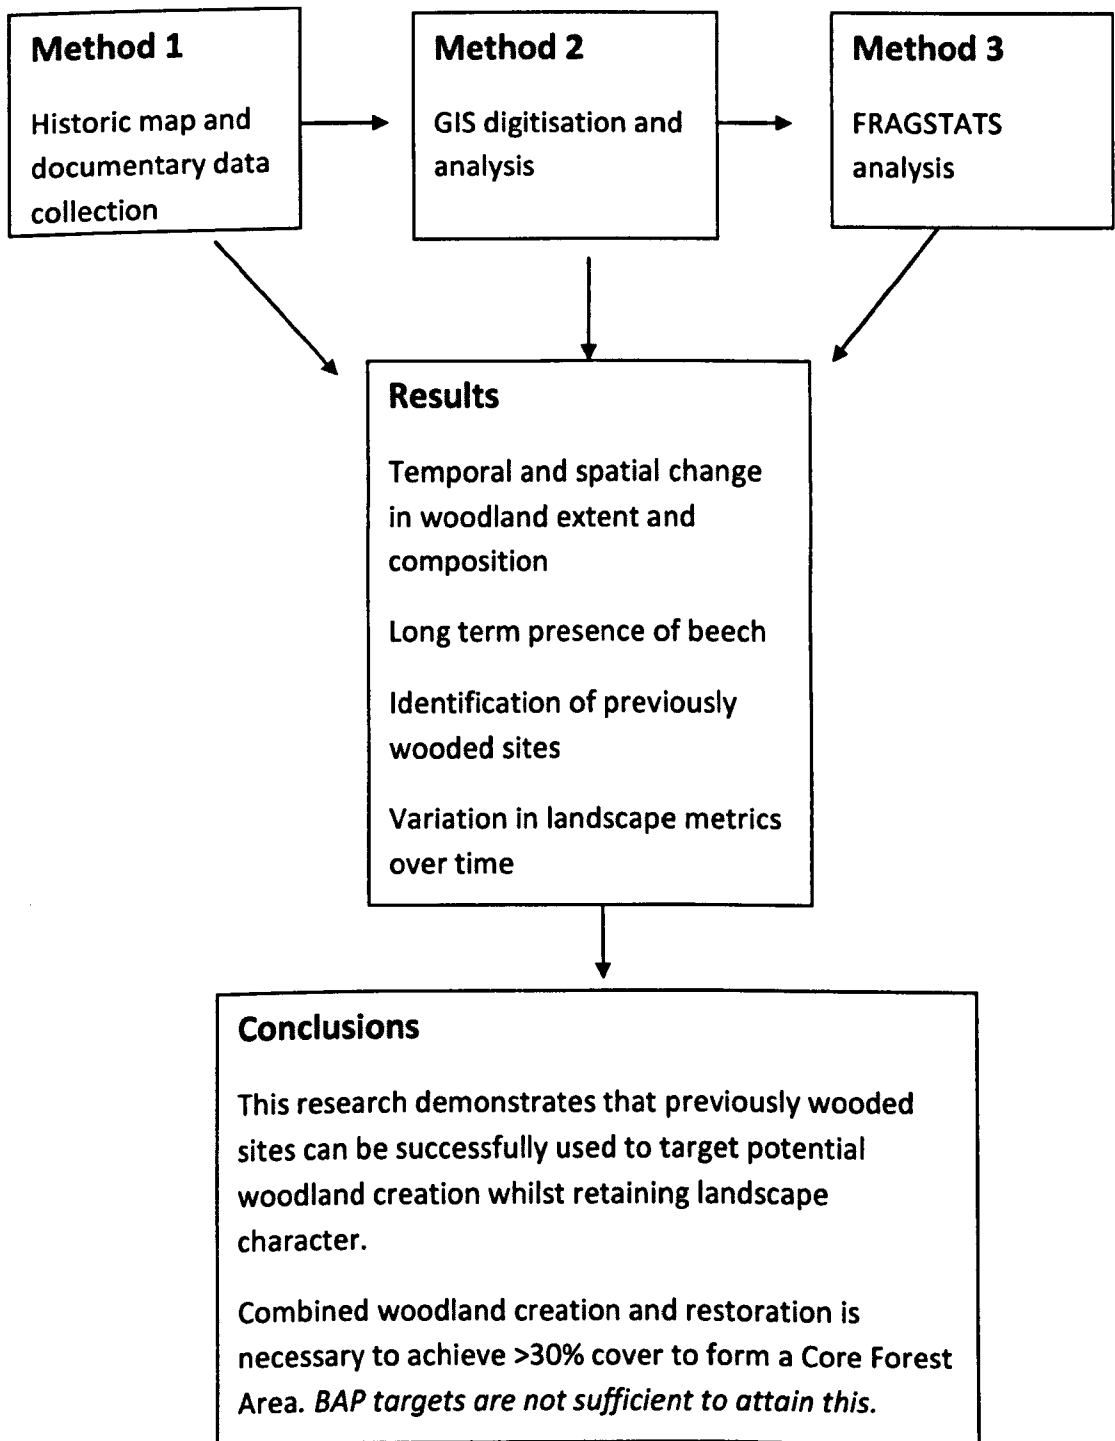 Method 1
Historic map and
documentary data
collection
Method 2
GIS digitisation and
analysis
Method 3
FRAGSTATS
analysis
Results
Temporal and spatial change
in woodland extent and
composition
Long term presence of beech
Identification of previously
wooded sites
Variation in landscape metrics
over time
Conclusions
This research demonstrates that previously wooded
sites can be successfully used to target potential
woodland creation whilst retaining landscape
character.
Combined woodland creation and restoration is
necessary to achieve >30% cover to form a Core Forest
Area. BAP targets are not sufficient to attain this.